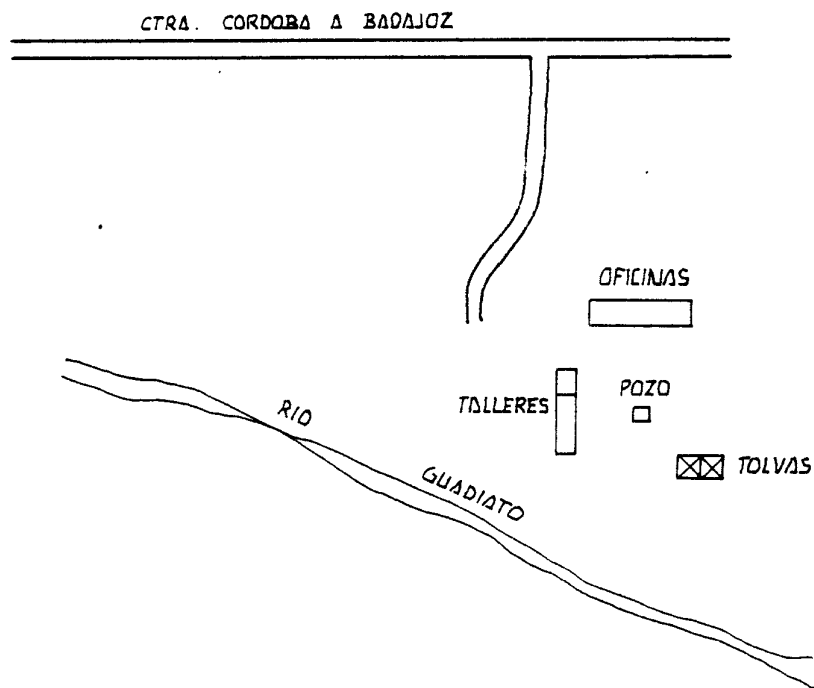 CTRA. CORDOBA A BADAJOZ
OFICINAS
TALLERES
POZO
TOLVAS
RIO
GUADIATO